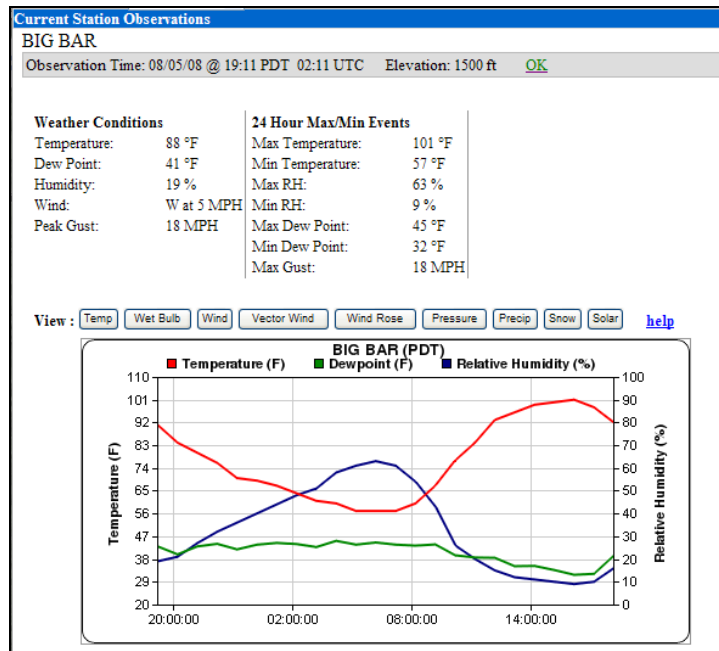 Current Station Observations
BIG BAR
Observation Time: 08/05/08 @ 19:11 PDT 02:11 UTC Elevation: 1500 ft OK
Weather Conditions
Temperature: 88 °F
Dew Point: 41 °F
Humidity: 19 %
Wind: W at 5 MPH
Peak Gust: 18 MPH
24 Hour Max/Min Events
Max Temperature: 101 °F
Min Temperature: 57 °F
Max RH: 63 %
Min RH: 9 %
Max Dew Point: 45 °F
Min Dew Point: 32 °F
Max Gust: 18 MPH
View : Temp Wet Bulb Wind Vector Wind Wind Rose Pressure Precip Snow Solar help
BIG BAR (PDT)
Temperature (F) Dewpoint (F) Relative Humidity (%)
Temperature (F)
110
101
92
83
74
65
56
47
38
29
20
100
90
80
70
60
50
40
30
20
10
0
Relative Humidity (%)
20:00:00 02:00:00 08:00:00 14:00:00